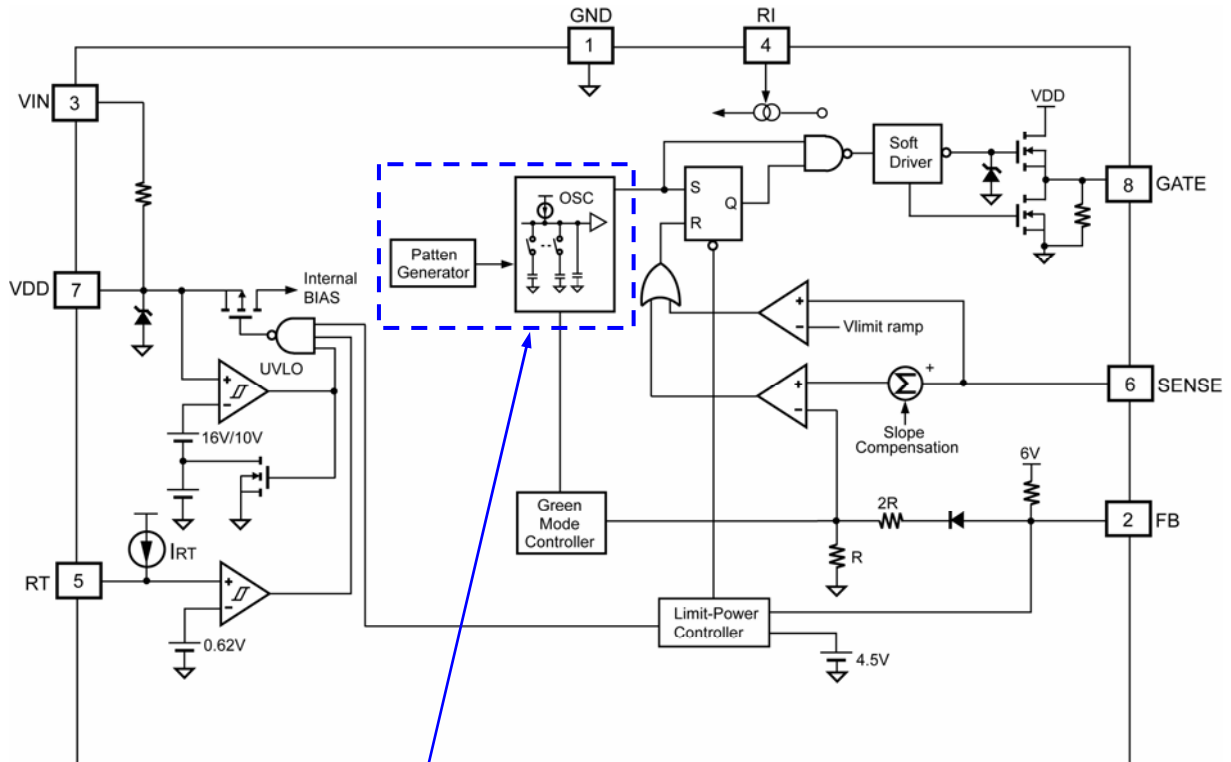 GND
1
RI
4
VIN
3
VDD
Soft
Driver
8
GATE
OSC
S
Q
R
Patten
Generator
VDD
7
Internal
BIAS
UVLO
+
−
16V/10V
+
−
Vlimit ramp
+
−
Σ
+
Slope
Compensation
6
SENSE
6V
2R
2
FB
Green
Mode
Controller
R
IRT
RT
5
+
−
0.62V
Limit-Power
Controller
4.5V